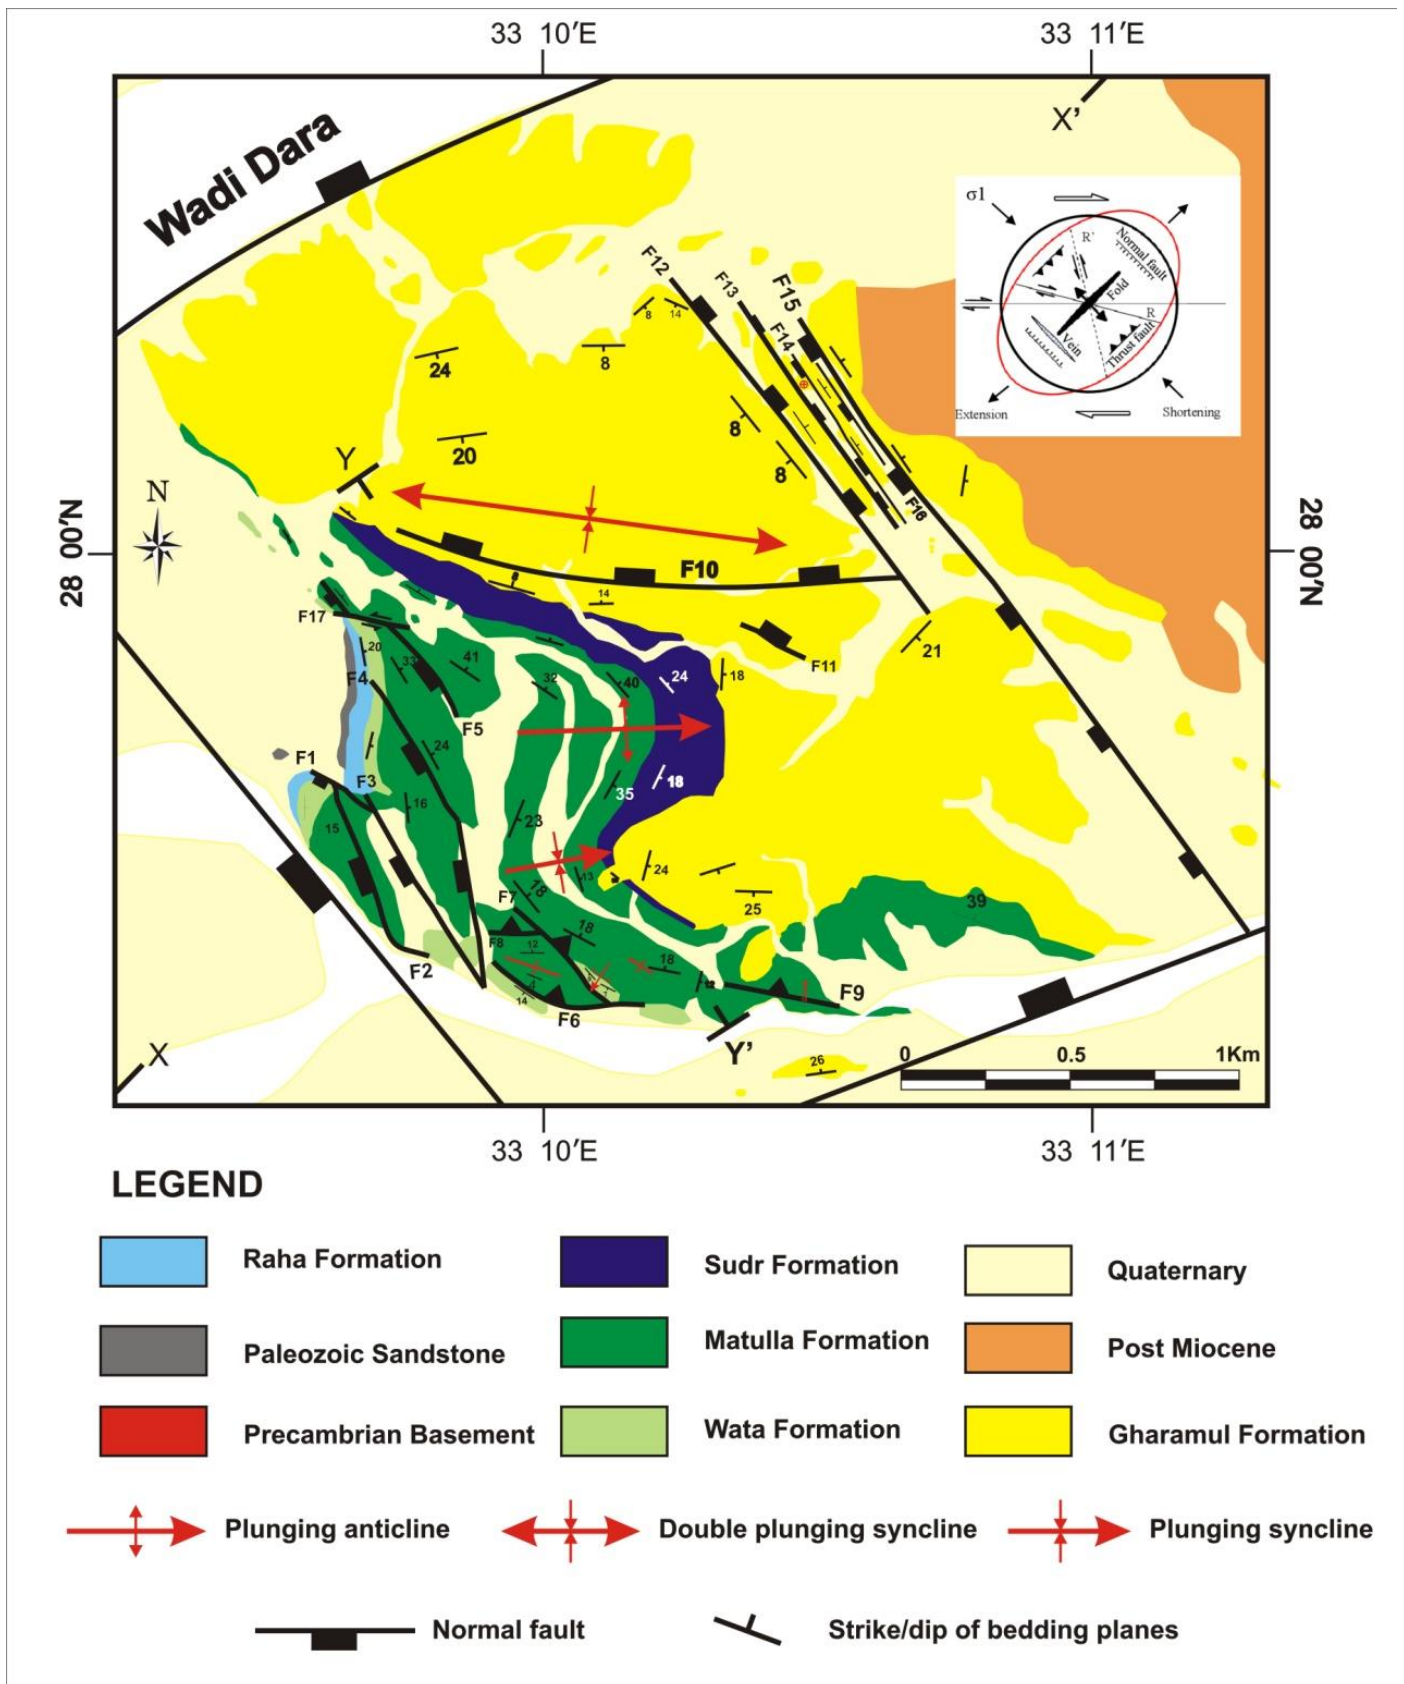 33 10′E
33 11′E
X’
Wadi Dara
σ1
R’
Normal fault
Fold
R
Vein
Thrust fault
Extension
Shortening
F12
F13
F15
F14
8
14
24
8
8
20
8
Y
N
F16
28 00′N
28 00′N
F10
14
F17
F11
21
20
33
41
32
40
24
18
F4
F5
24
F1
F3
18
35
16
15
23
24
13
18
F7
25
39
18
F8
12
18
4
14
12
F2
F6
F9
X
Y’
26
0 0.5 1Km
33 10′E
33 11′E
LEGEND
Raha Formation
Sudr Formation
Quaternary
Paleozoic Sandstone
Matulla Formation
Post Miocene
Precambrian Basement
Wata Formation
Gharamul Formation
Plunging anticline
Double plunging syncline
Plunging syncline
Normal fault
Strike/dip of bedding planes